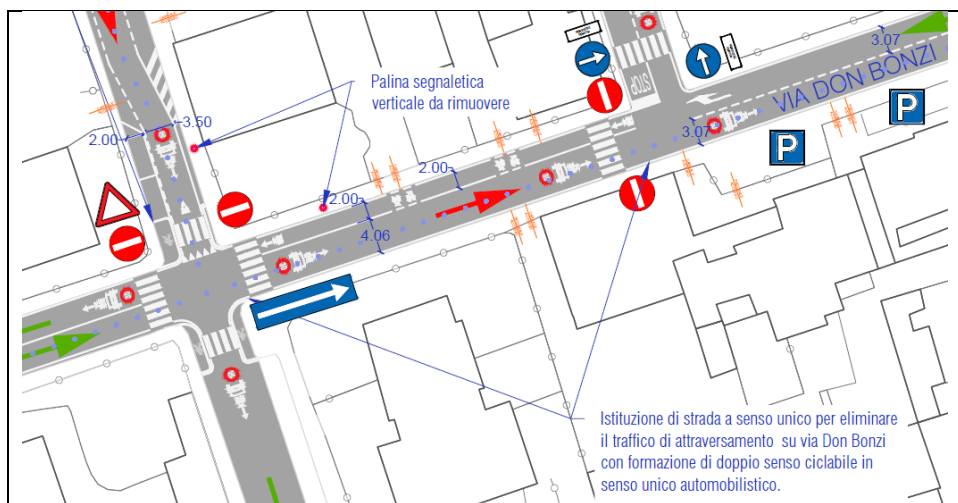 3.07
VIA DON BONZI
STOP
P
P
Palina segnaletica
verticale da rimuovere
3.50
2.00
3.07
2.00
2.00
4.06
Istituzione di strada a senso unico per eliminare
il traffico di attraversamento su via Don Bonzi
con formazione di doppio senso ciclabile in
senso unico automobilistico.